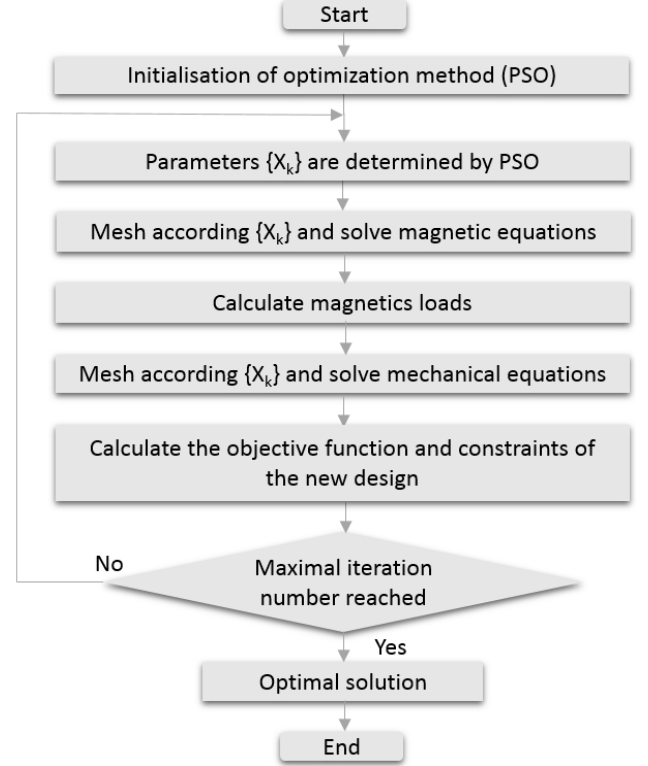 Start
Initialisation of optimization method (PSO)
Parameters {Xₖ} are determined by PSO
Mesh according {Xₖ} and solve magnetic equations
Calculate magnetics loads
Mesh according {Xₖ} and solve mechanical equations
Calculate the objective function and constraints of
the new design
No
Maximal iteration
number reached
Yes
Optimal solution
End